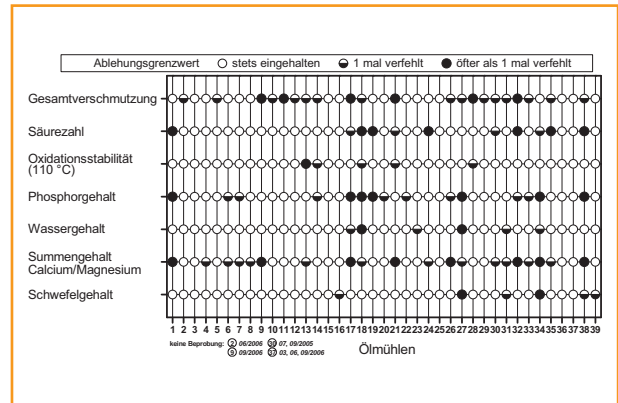 Ablehungsgrenzwert stets eingehalten 1 mal verfehlt öfter als 1 mal verfehlt
Gesamtverschmutzung
Säurezahl
Oxidationsstabilität
(110 °C)
Phosphorgehalt
Wassergehalt
Summengehalt
Calcium/Magnesium
Schwefelgehalt
1 2 3 4 5 6 7 8 9 10 11 12 13 14 15 16 17 18 19 20 21 22 23 24 25 26 27 28 29 30 31 32 33 34 35 36 37 38 39
keine Beprobung: 2 06/2006 30 07, 09/2005
9 09/2006 37 03, 06, 09/2006
Ölmühlen